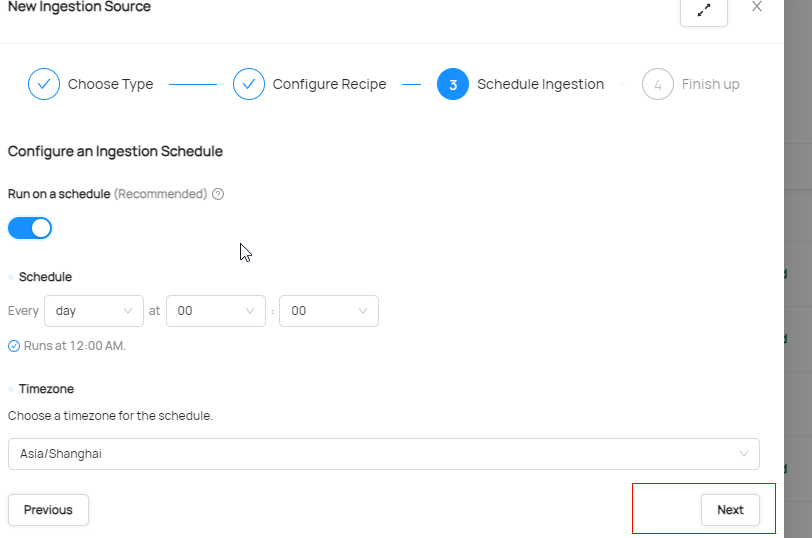 New Ingestion Source
Choose Type Configure Recipe 3 Schedule Ingestion 4 Finish up
Configure an Ingestion Schedule
Run on a schedule (Recommended) ?
Schedule
Every day at 00 : 00
Runs at 12:00 AM.
Timezone
Choose a timezone for the schedule.
Asia/Shanghai
Previous Next